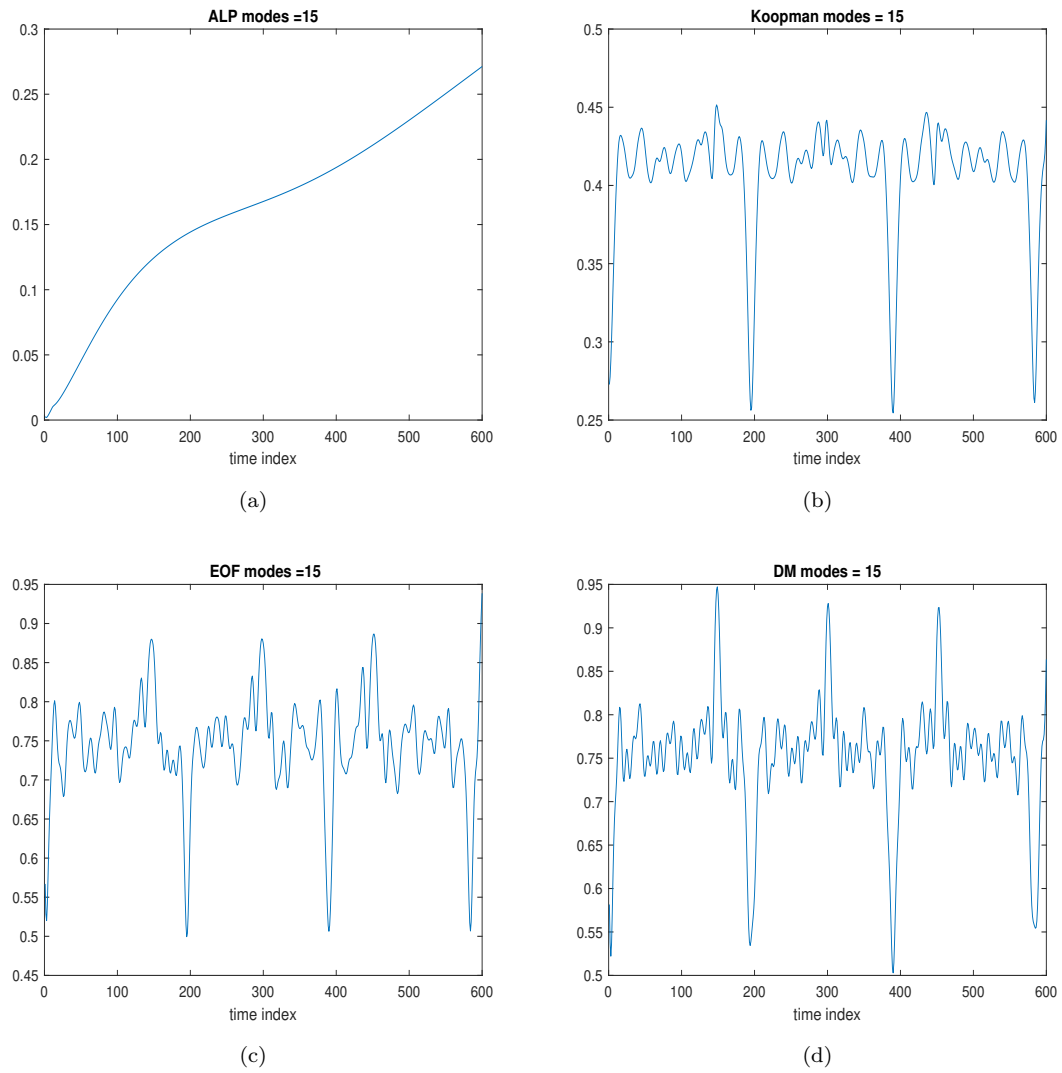 ALP modes =15
0.3
0.25
0.2
0.15
0.1
0.05
0
0 100 200 300 400 500 600
time index
(a)
Koopman modes = 15
0.5
0.45
0.4
0.35
0.3
0.25
0 100 200 300 400 500 600
time index
(b)
EOF modes =15
0.95
0.9
0.85
0.8
0.75
0.7
0.65
0.6
0.55
0.5
0.45
0 100 200 300 400 500 600
time index
(c)
DM modes = 15
0.95
0.9
0.85
0.8
0.75
0.7
0.65
0.6
0.55
0.5
0 100 200 300 400 500 600
time index
(d)